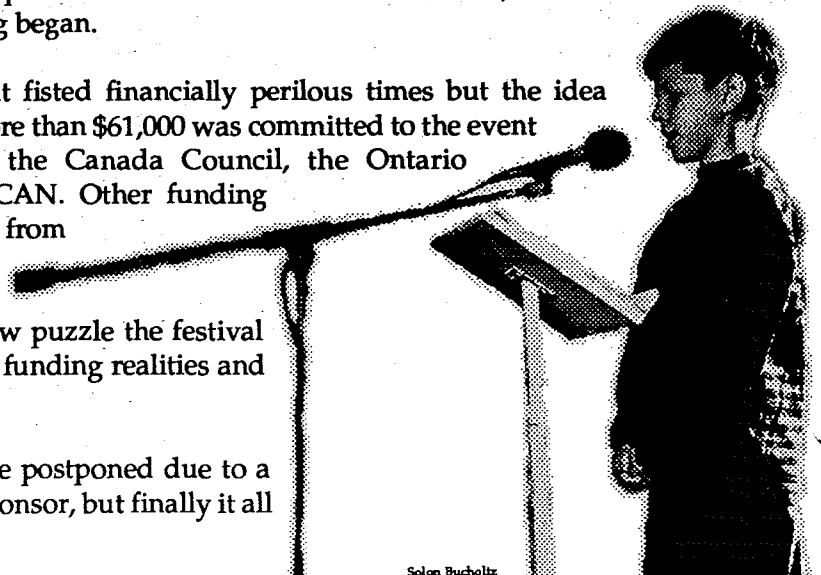 g began.
t fisted financially perilous times but the idea
re than $61,000 was committed to the event
the Canada Council, the Ontario
CAN. Other funding
from
w puzzle the festival
funding realities and
e postponed due to a
onsor, but finally it all
Solon Bucholtz